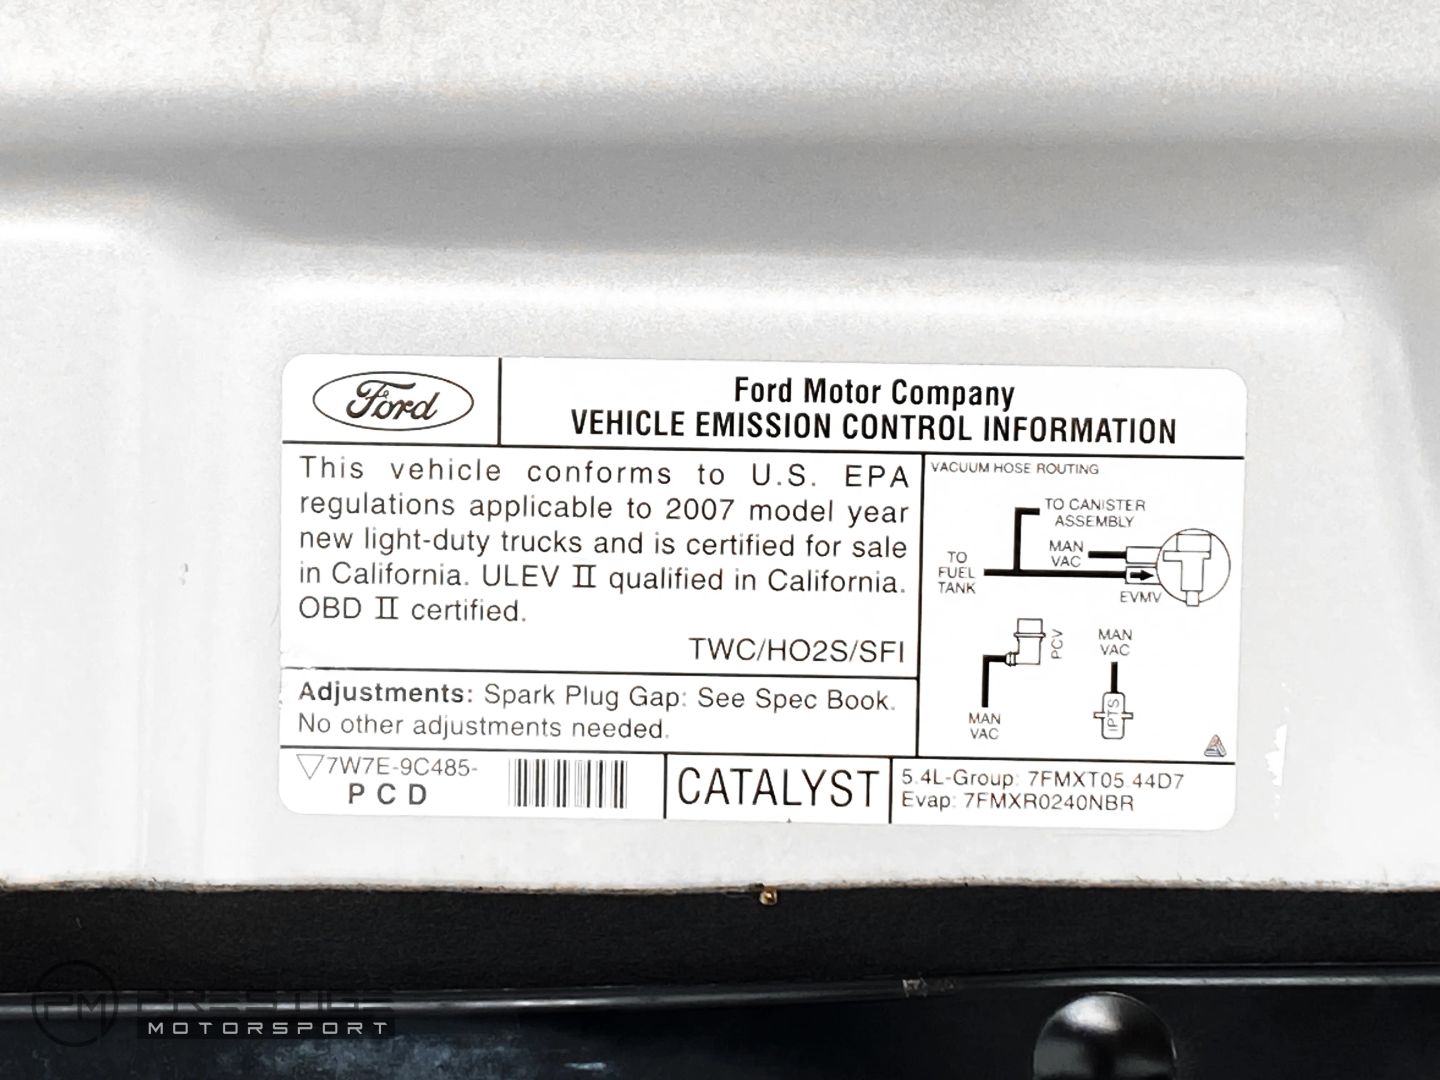 Ford
Ford Motor Company
VEHICLE EMISSION CONTROL INFORMATION
This vehicle conforms to U.S. EPA
regulations applicable to 2007 model year
new light-duty trucks and is certified for sale
in California. ULEV II qualified in California.
OBD II certified.
TWC/HO2S/SFI
Adjustments: Spark Plug Gap: See Spec Book.
No other adjustments needed.
VACUUM HOSE ROUTING
TO CANISTER
ASSEMBLY
MAN
VAC
TO
FUEL
TANK
EVMV
PCV
MAN
VAC
MAN
VAC
IPTS
7W7E-9C485-
PCD
CATALYST
5.4L-Group: 7FMXT05.44D7
Evap: 7FMXR0240NBR
PM
PRESTIGE
MOTORSPORT